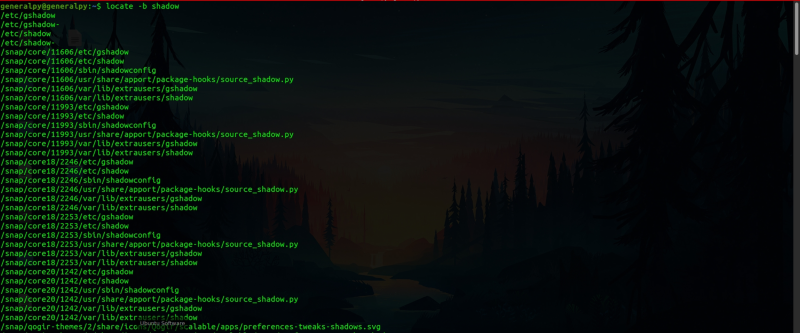 generalpy@generalpy:~$ locate -b shadow
/etc/gshadow
/etc/gshadow-
/etc/shadow
/etc/shadow-
/snap/core/11606/etc/gshadow
/snap/core/11606/etc/shadow
/snap/core/11606/sbin/shadowconfig
/snap/core/11606/usr/share/apport/package-hooks/source_shadow.py
/snap/core/11606/var/lib/extrausers/gshadow
/snap/core/11606/var/lib/extrausers/shadow
/snap/core/11993/etc/gshadow
/snap/core/11993/etc/shadow
/snap/core/11993/sbin/shadowconfig
/snap/core/11993/usr/share/apport/package-hooks/source_shadow.py
/snap/core/11993/var/lib/extrausers/gshadow
/snap/core/11993/var/lib/extrausers/shadow
/snap/core18/2246/etc/gshadow
/snap/core18/2246/etc/shadow
/snap/core18/2246/sbin/shadowconfig
/snap/core18/2246/usr/share/apport/package-hooks/source_shadow.py
/snap/core18/2246/var/lib/extrausers/gshadow
/snap/core18/2246/var/lib/extrausers/shadow
/snap/core18/2253/etc/gshadow
/snap/core18/2253/etc/shadow
/snap/core18/2253/sbin/shadowconfig
/snap/core18/2253/usr/share/apport/package-hooks/source_shadow.py
/snap/core18/2253/var/lib/extrausers/gshadow
/snap/core18/2253/var/lib/extrausers/shadow
/snap/core20/1242/etc/gshadow
/snap/core20/1242/etc/shadow
/snap/core20/1242/usr/sbin/shadowconfig
/snap/core20/1242/usr/share/apport/package-hooks/source_shadow.py
/snap/core20/1242/var/lib/extrausers/gshadow
/snap/core20/1242/var/lib/extrausers/shadow
Ubuntu Software
/snap/qogir-themes/2/share/icons/ /scalable/apps/preferences-tweaks-shadows.svg